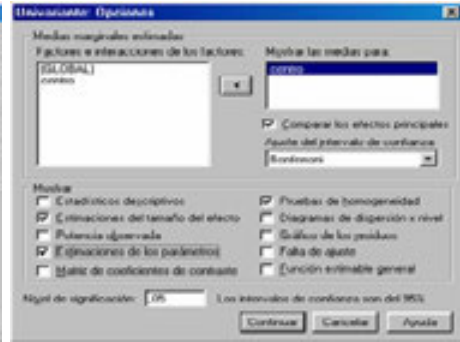 Univariante: Opciones
Medias marginales estimadas
Factores e interacciones de los factores:
(GLOBAL)
centro
Mostrar las medias para:
centro
Comparar los efectos principales
Ajuste del intervalo de confianza
Bonferroni
Mostrar
Estadísticos descriptivos
Estimaciones del tamaño del efecto
Potencia observada
Estimaciones de los parámetros
Matriz de coeficientes de contraste
Pruebas de homogeneidad
Diagramas de dispersión x nivel
Gráfico de los residuos
Falta de ajuste
Función estimable general
Nivel de significación: ,05 Los intervalos de confianza son del 95%
Continuar Cancelar Ayuda